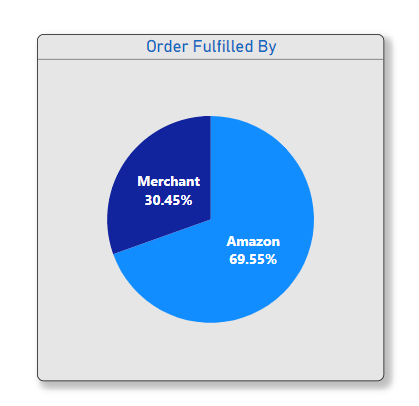 Order Fulfilled By
Merchant
30.45%
Amazon
69.55%